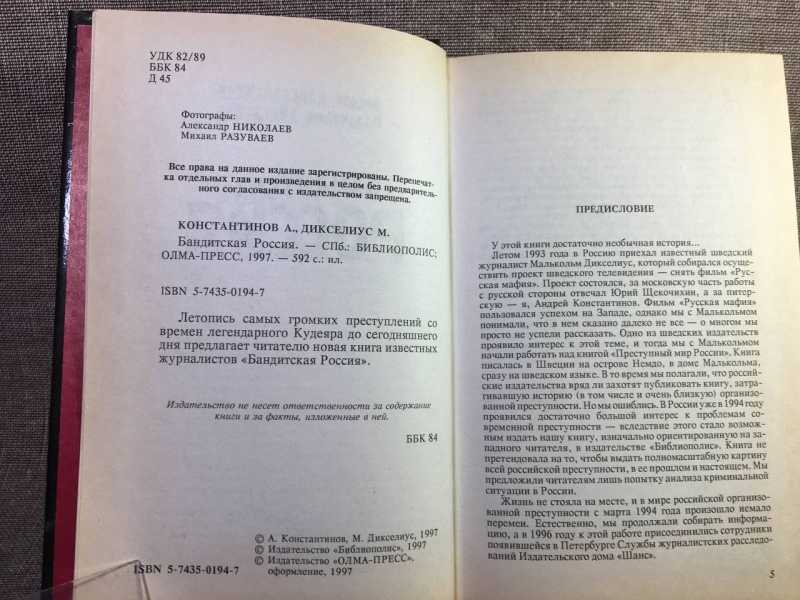 УДК 82/89
ББК 84
Д 45
Фотографы:
Александр НИКОЛАЕВ
Михаил РАЗУВАЕВ
Все права на данное издание зарегистрированы. Перепечат-
ка отдельных глав и произведения в целом без предваритель-
ного согласования с издательством запрещена.
КОНСТАНТИНОВ А., ДИКСЕЛИУС М.
Бандитская Россия. — СПб.: БИБЛИОПОЛИС;
ОЛМА-ПРЕСС, 1997. — 592 с.: ил.
ISBN 5-7435-0194-7
Летопись самых громких преступлений со
времен легендарного Кудеяра до сегодняшнего
дня предлагает читателю новая книга известных
журналистов «Бандитская Россия».
Издательство не несет ответственности за содержание
книги и за факты, изложенные в ней.
ББК 84
© А. Константинов, М. Дикселиус, 1997
© Издательство «Библиополис», 1997
© Издательство «ОЛМА-ПРЕСС»,
оформление, 1997
ISBN 5-7435-0194-7
ПРЕДИСЛОВИЕ
У этой книги достаточно необычная история...
Летом 1993 года в Россию приехал известный шведский
журналист Малькольм Дикселиус, который собирался осуще-
ствить проект шведского телевидения — снять фильм «Рус-
ская мафия». Проект состоялся, за московскую часть работы
с русской стороны отвечал Юрий Щекочихин, а за питер-
скую — я, Андрей Константинов. Фильм «Русская мафия»
пользовался успехом на Западе, однако мы с Малькольмом
понимали, что в нем сказано далеко не все — о многом мы
просто не успели рассказать. Одно из шведских издательств
проявило интерес к этой теме, и тогда мы с Малькольмом
начали работать над книгой «Преступный мир России». Книга
писалась в Швеции на острове Немдо, в доме Малькольма,
сразу на шведском языке. В то время мы полагали, что россий-
ские издательства вряд ли захотят публиковать книгу, затра-
гивавшую историю (в том числе и очень близкую) организо-
ванной преступности. Но мы ошиблись. В России уже в 1994 году
проявился достаточно большой интерес к проблемам со-
временной преступности — вследствие этого стало возмож-
ным издать нашу книгу, изначально ориентированную на за-
падного читателя, в издательстве «Библиополис». Книга не
претендовала на то, чтобы выдать полномасштабную картину
всей российской преступности, в ее прошлом и настоящем. Мы
предложили читателям лишь попытку анализа криминальной
ситуации в России.
Жизнь не стояла на месте, и в мире российской организо-
ванной преступности с марта 1994 года произошло немало
перемен. Естественно, мы продолжали собирать информа-
цию, а в 1996 году к этой работе присоединились сотрудники
появившейся в Петербурге Службы журналистских расследо-
ваний Издательского дома «Шанс».
5